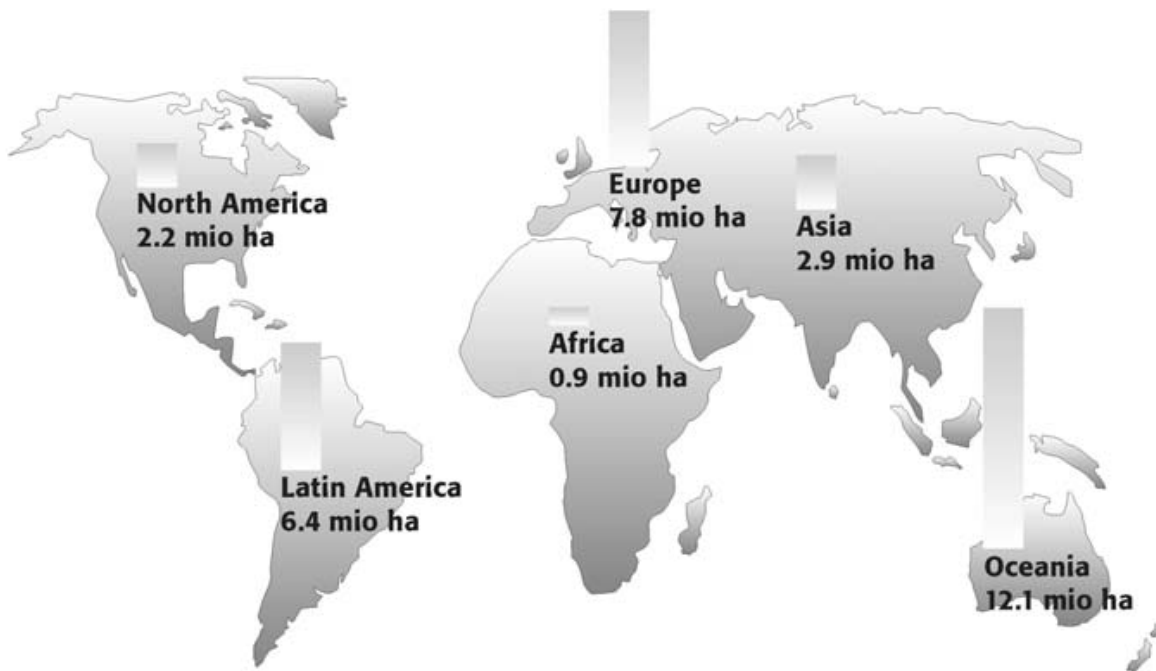 North America
2.2 mio ha
Europe
7.8 mio ha
Asia
2.9 mio ha
Africa
0.9 mio ha
Latin America
6.4 mio ha
Oceania
12.1 mio ha